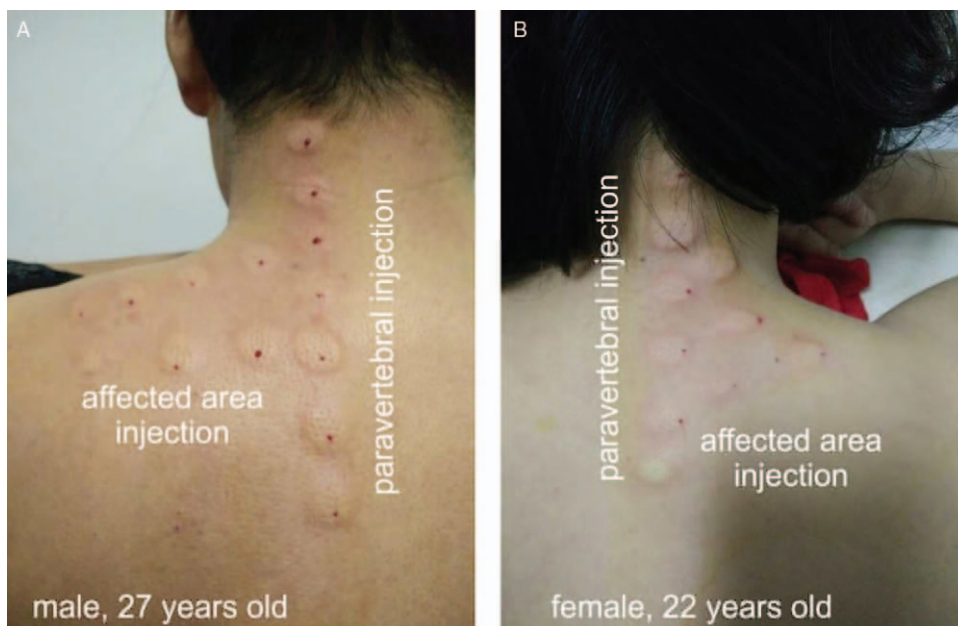 A
paravertebral injection
affected area
injection
male, 27 years old
B
paravertebral injection
affected area
injection
female, 22 years old